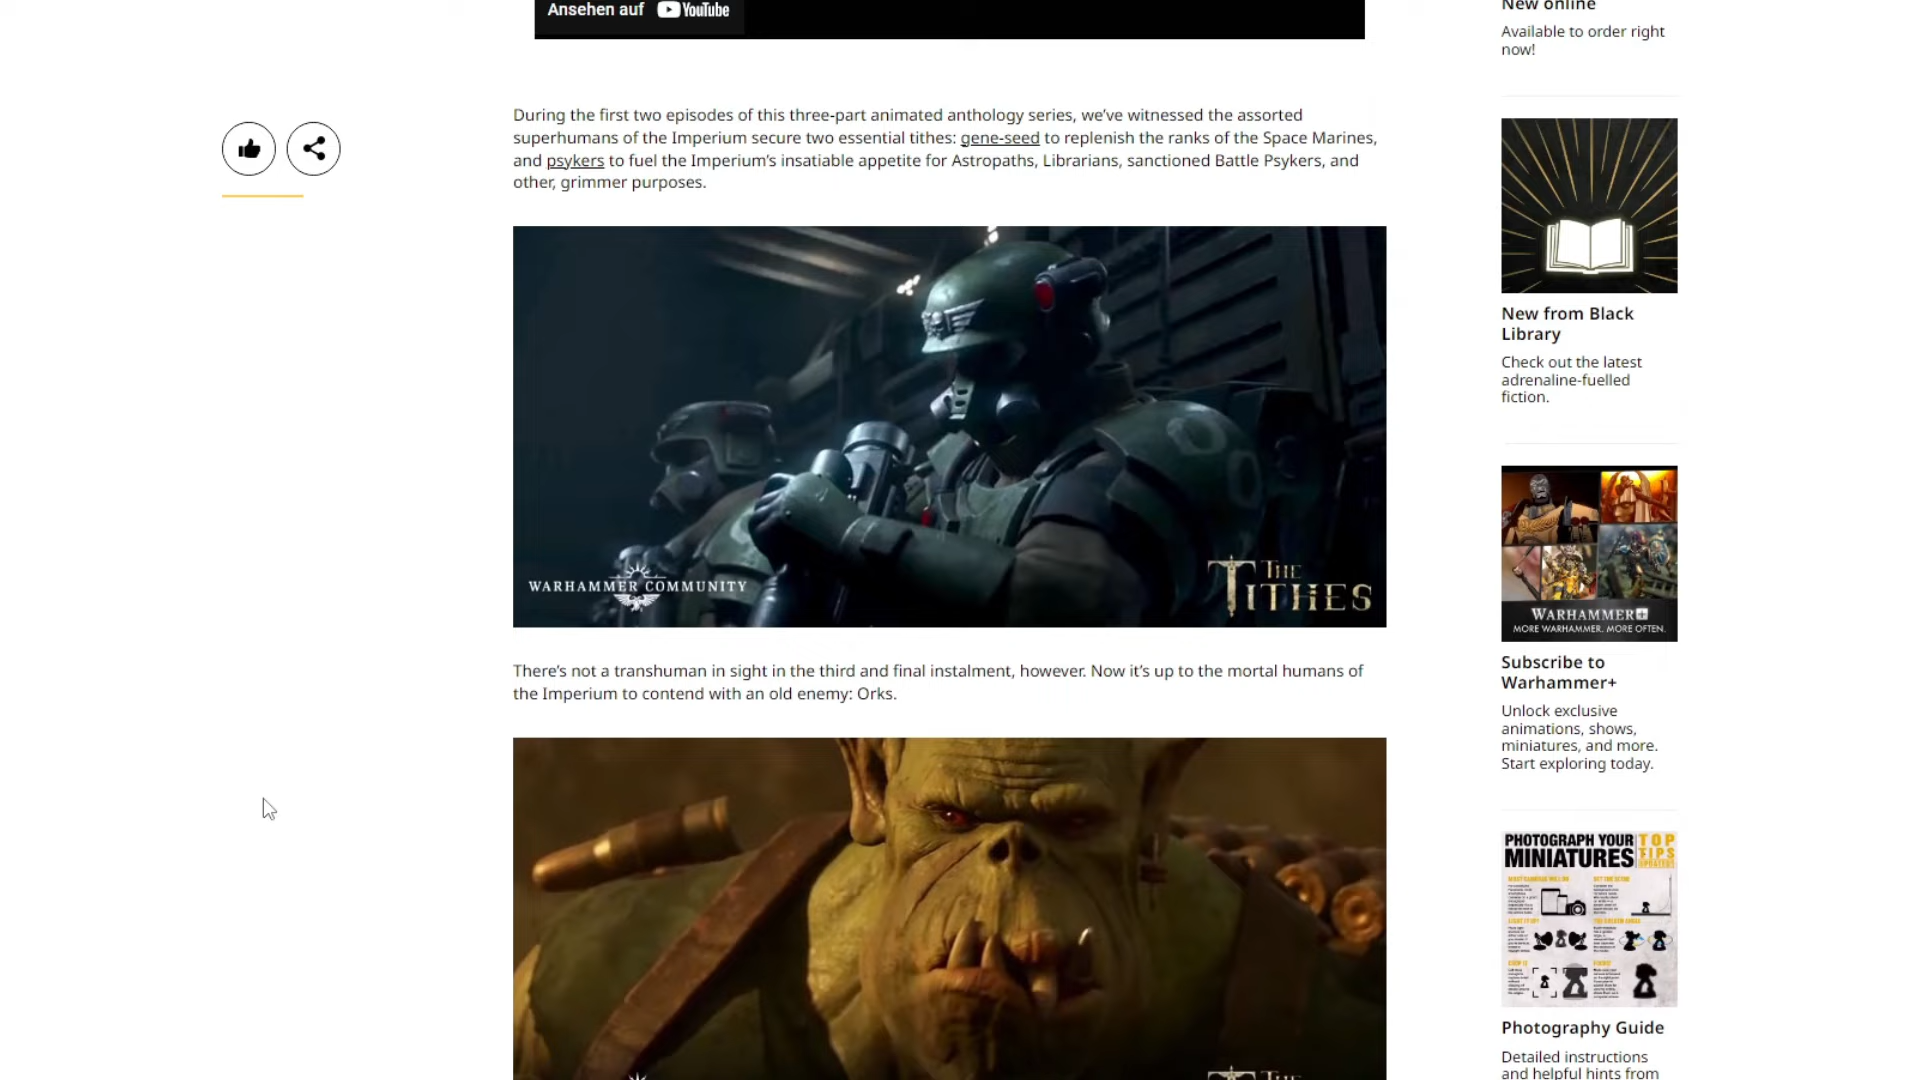 Ansehen auf YouTube
During the first two episodes of this three-part animated anthology series, we’ve witnessed the assorted
superhumans of the Imperium secure two essential tithes: gene-seed to replenish the ranks of the Space Marines,
and psykers to fuel the Imperium’s insatiable appetite for Astropaths, Librarians, sanctioned Battle Psykers, and
other, grimmer purposes.
WARHAMMER COMMUNITY
THE
TITHES
There’s not a transhuman in sight in the third and final instalment, however. Now it’s up to the mortal humans of
the Imperium to contend with an old enemy: Orks.
THE
New online
Available to order right
now!
New from Black
Library
Check out the latest
adrenaline-fuelled
fiction.
WARHAMMER+
MORE WARHAMMER. MORE OFTEN.
Subscribe to
Warhammer+
Unlock exclusive
animations, shows,
miniatures, and more.
Start exploring today.
PHOTOGRAPH YOUR
MINIATURES
TOP
TIPS
Photography Guide
Detailed instructions
and helpful hints from